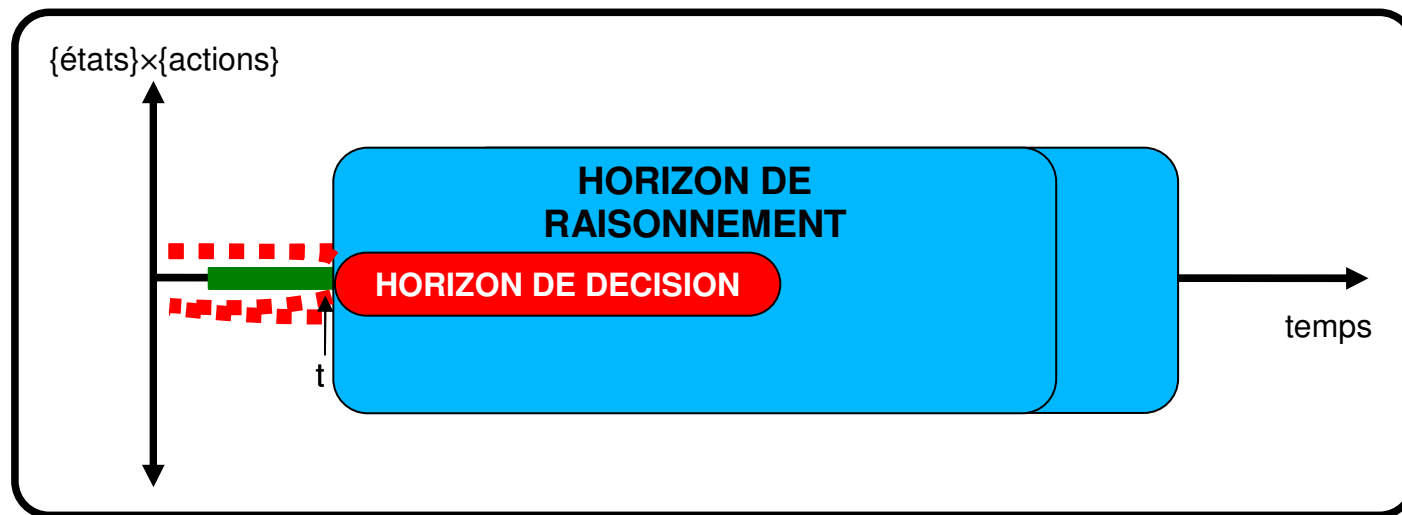 {états}×{actions}
HORIZON DE
RAISONNEMENT
HORIZON DE DECISION
temps
t